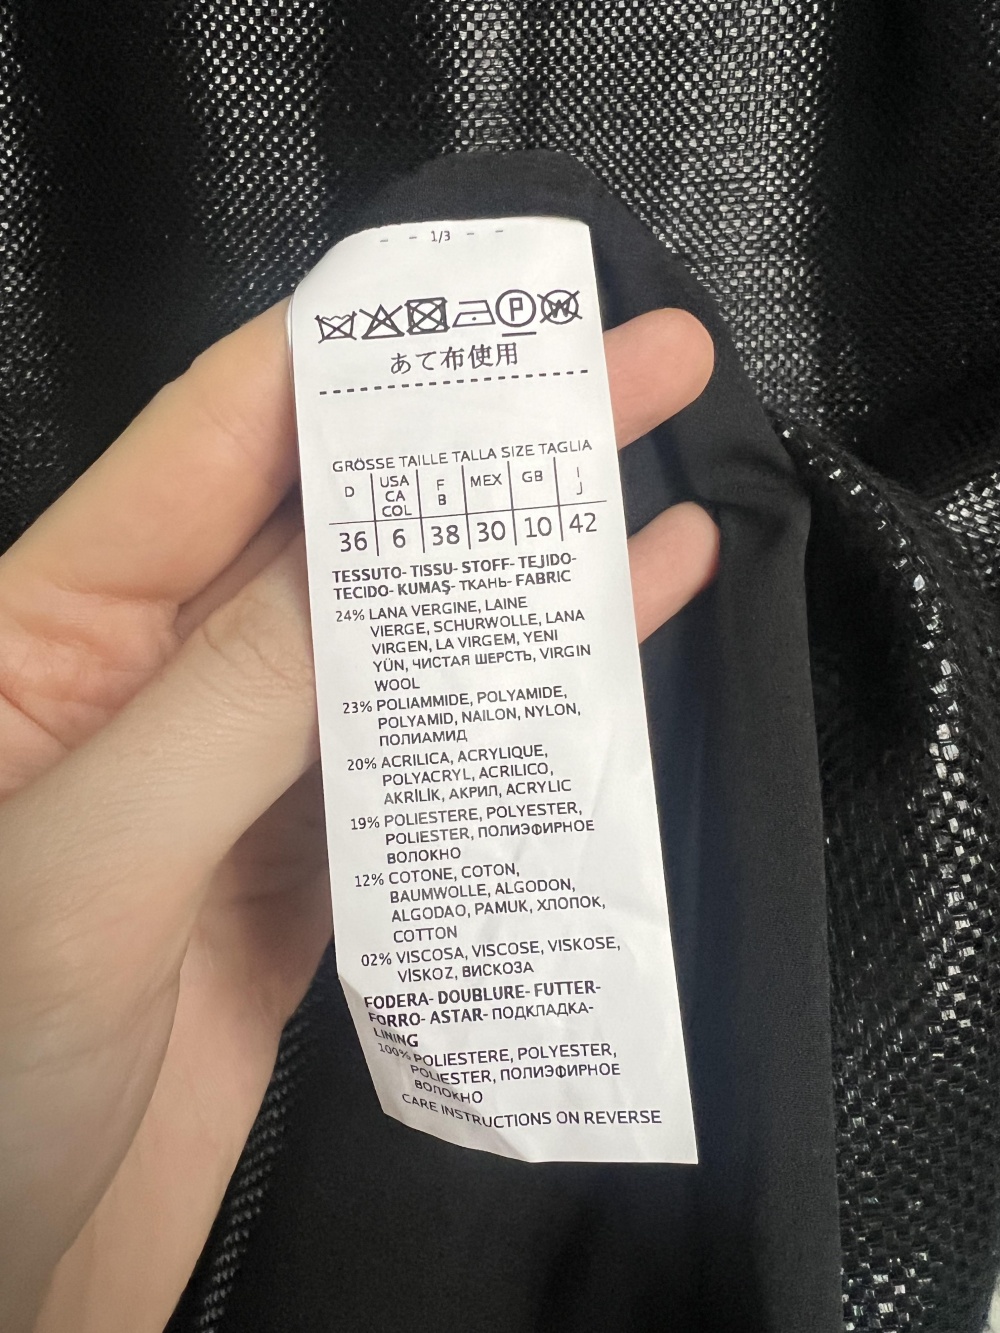 - - 1/3 - -
P W
あて布使用
GRÖSSE TAILLE TALLA SIZE TAGLIA
D USA CA COL F B MEX GB I J
36 6 38 30 10 42
TESSUTO- TISSU- STOFF- TEJIDO-
TECIDO- KUMAŞ- ТКАНЬ- FABRIC
24% LANA VERGINE, LAINE
VIERGE, SCHURWOLLE, LANA
VIRGEN, LA VIRGEM, YENI
YÜN, ЧИСТАЯ ШЕРСТЬ, VIRGIN
WOOL
23% POLIAMMIDE, POLYAMIDE,
POLYAMID, NAILON, NYLON,
ПОЛИАМИД
20% ACRILICA, ACRYLIQUE,
POLYACRYL, ACRILICO,
AKRİLİK, АКРИЛ, ACRYLIC
19% POLIESTERE, POLYESTER,
POLIESTER, ПОЛИЭФИРНОЕ
ВОЛОКНО
12% COTONE, COTON,
BAUMWOLLE, ALGODON,
ALGODAO, PAMUK, ХЛОПОК,
COTTON
02% VISCOSA, VISCOSE, VISKOSE,
VİSKOZ, ВИСКОЗА
FODERA- DOUBLURE- FUTTER-
FORRO- ASTAR- ПОДКЛАДКА-
LINING
100% POLIESTERE, POLYESTER,
POLIESTER, ПОЛИЭФИРНОЕ
ВОЛОКНО
CARE INSTRUCTIONS ON REVERSE